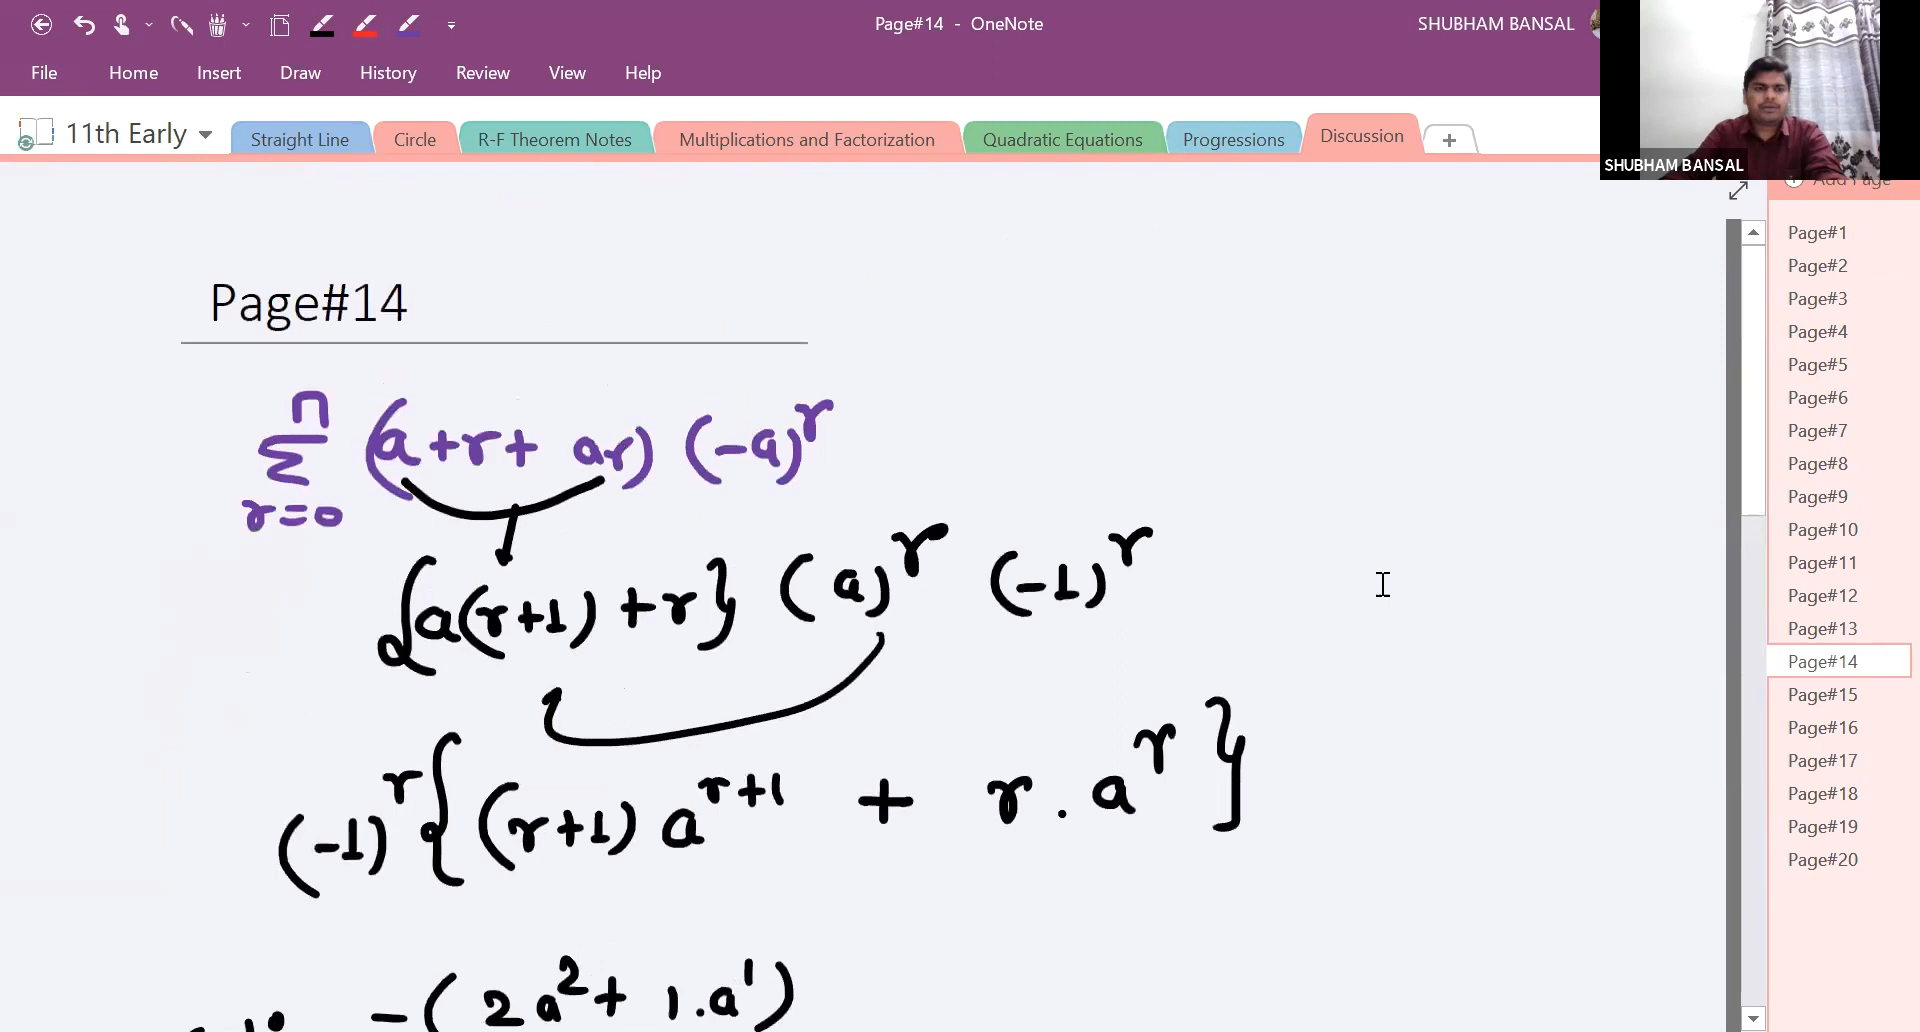 Page#14 - OneNote
SHUBHAM BANSAL
File Home Insert Draw History Review View Help
11th Early
Straight Line Circle R-F Theorem Notes Multiplications and Factorization Quadratic Equations Progressions Discussion +
SHUBHAM BANSAL
Add Page
Page#1
Page#2
Page#3
Page#4
Page#5
Page#6
Page#7
Page#8
Page#9
Page#10
Page#11
Page#12
Page#13
Page#14
Page#15
Page#16
Page#17
Page#18
Page#19
Page#20
Page#14
n
Σ (a+r+ ar) (-a)^r
r=0
{a(r+1)+r} (a)^r (-1)^r
(-1)^r {(r+1) a^{r+1} + r. a^r}
-(2a^2+ 1.a^1)